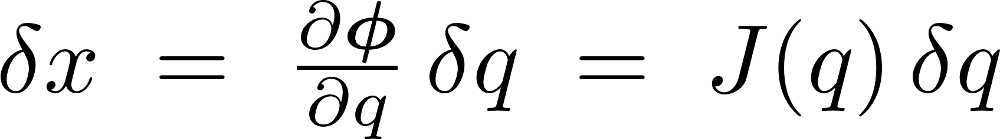 δx = ∂ϕ/∂q δq = J(q) δq